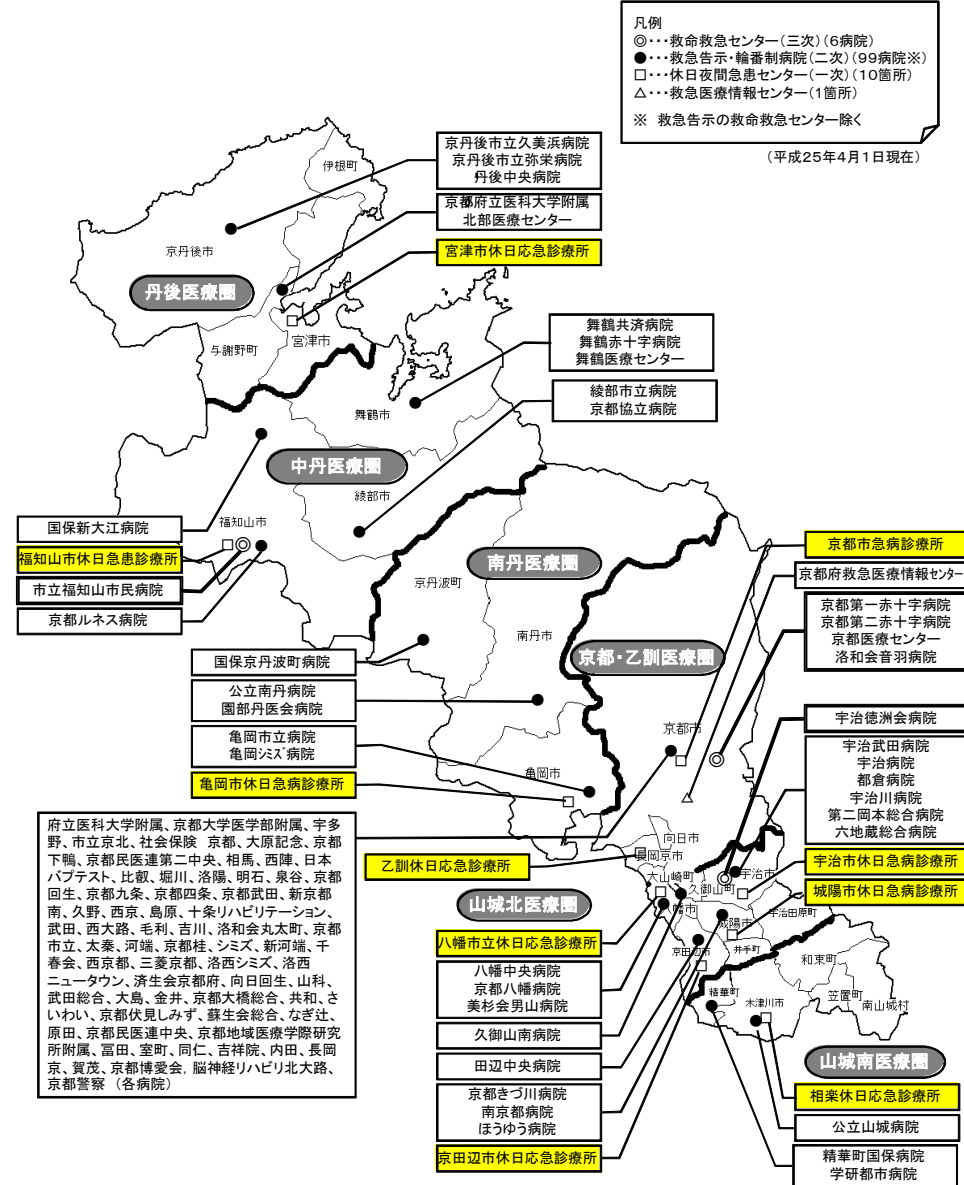 凡例
◎・・・救命救急センター(三次)(6病院)
●・・・救急告示・輪番制病院(二次)(99病院※)
□・・・休日夜間急患センター(一次)(10箇所)
△・・・救急医療情報センター(1箇所)
※ 救急告示の救命救急センター除く
(平成25年4月1日現在)
京丹後市立久美浜病院
京丹後市立弥栄病院
丹後中央病院
伊根町
京都府立医科大学附属
北部医療センター
京丹後市
宮津市休日応急診療所
丹後医療圏
与謝野町
宮津市
舞鶴共済病院
舞鶴赤十字病院
舞鶴医療センター
舞鶴市
綾部市立病院
京都協立病院
中丹医療圏
綾部市
福知山市
国保新大江病院
福知山市休日急患診療所
市立福知山市民病院
京都ルネス病院
南丹医療圏
京丹波町
南丹市
京都市急病診療所
京都府救急医療情報センター
京都第一赤十字病院
京都第二赤十字病院
京都医療センター
洛和会音羽病院
京都・乙訓医療圏
国保京丹波町病院
公立南丹病院
園部丹医会病院
亀岡市立病院
亀岡シミズ病院
亀岡市休日急病診療所
亀岡市
京都市
宇治徳洲会病院
宇治武田病院
宇治病院
都倉病院
宇治川病院
第二岡本総合病院
六地蔵総合病院
府立医科大学附属、京都大学医学部附属、宇多
野、市立京北、社会保険 京都、大原記念、京都
下鴨、京都民医連第二中央、相馬、西陣、日本
バプテスト、比叡、堀川、洛陽、明石、泉谷、京都
回生、京都九条、京都四条、京都武田、新京都
南、久野、西京、島原、十条リハビリテーション、
武田、西大路、毛利、吉川、洛和会丸太町、京都
市立、太秦、河端、京都桂、シミズ、新河端、千
春会、西京都、三菱京都、洛西シミズ、洛西
ニュータウン、済生会京都府、向日回生、山科、
武田総合、大島、金井、京都大橋総合、共和、さ
いわい、京都伏見しみず、蘇生会総合、なぎ辻、
原田、京都民医連中央、京都地域医療学際研究
所附属、冨田、室町、同仁、吉祥院、内田、長岡
京、賀茂、京都博愛会、脳神経リハビリ北大路、
京都警察 (各病院)
向日市
長岡京市
乙訓休日応急診療所
大山崎町
久御山町
宇治市
宇治市休日急病診療所
城陽市休日急病診療所
山城北医療圏
八幡市
城陽市
宇治田原町
八幡市立休日応急診療所
京田辺市
井手町
和束町
八幡中央病院
京都八幡病院
美杉会男山病院
精華町
木津川市
笠置町
南山城村
久御山南病院
田辺中央病院
京都きづ川病院
南京都病院
ほうゆう病院
京田辺市休日応急診療所
山城南医療圏
相楽休日応急診療所
公立山城病院
精華町国保病院
学研都市病院